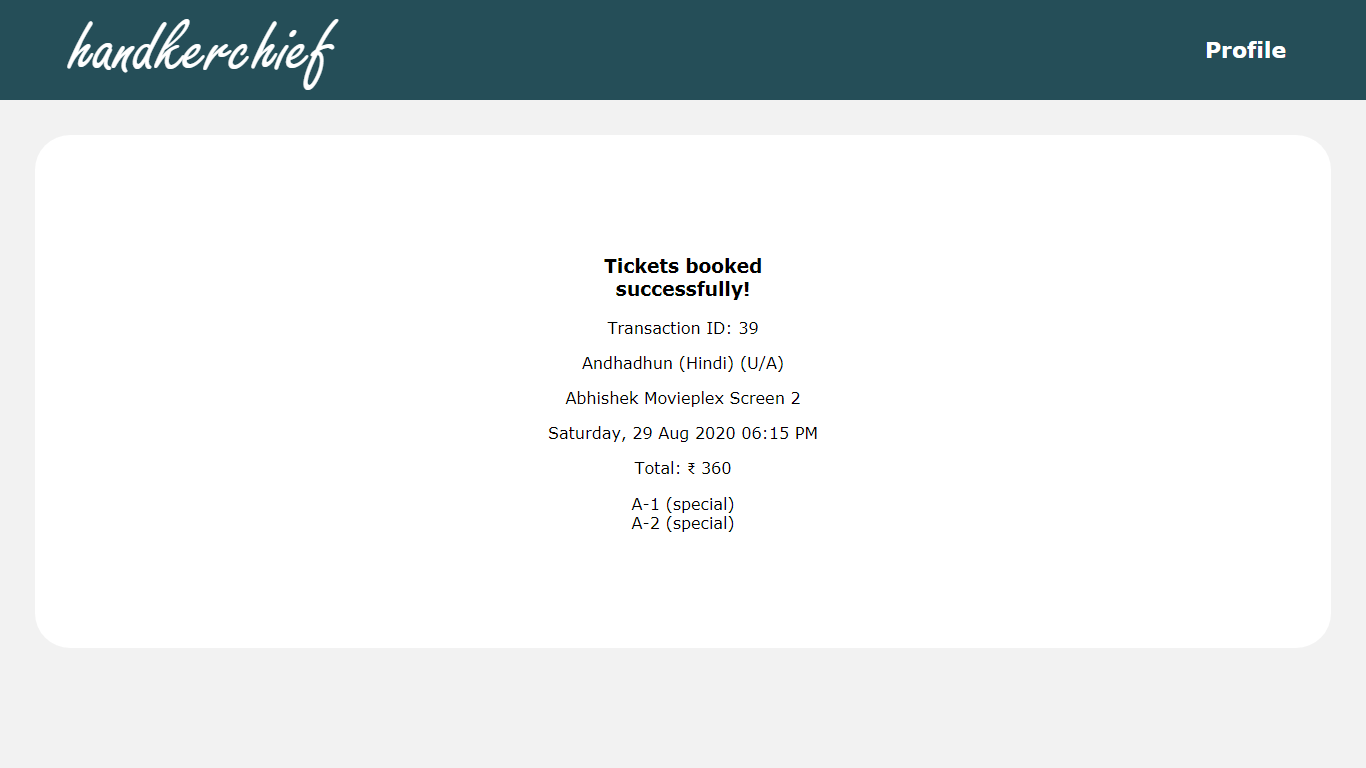 handkerchief
Profile
Tickets booked
successfully!
Transaction ID: 39
Andhadhun (Hindi) (U/A)
Abhishek Movieplex Screen 2
Saturday, 29 Aug 2020 06:15 PM
Total: ₹ 360
A-1 (special)
A-2 (special)